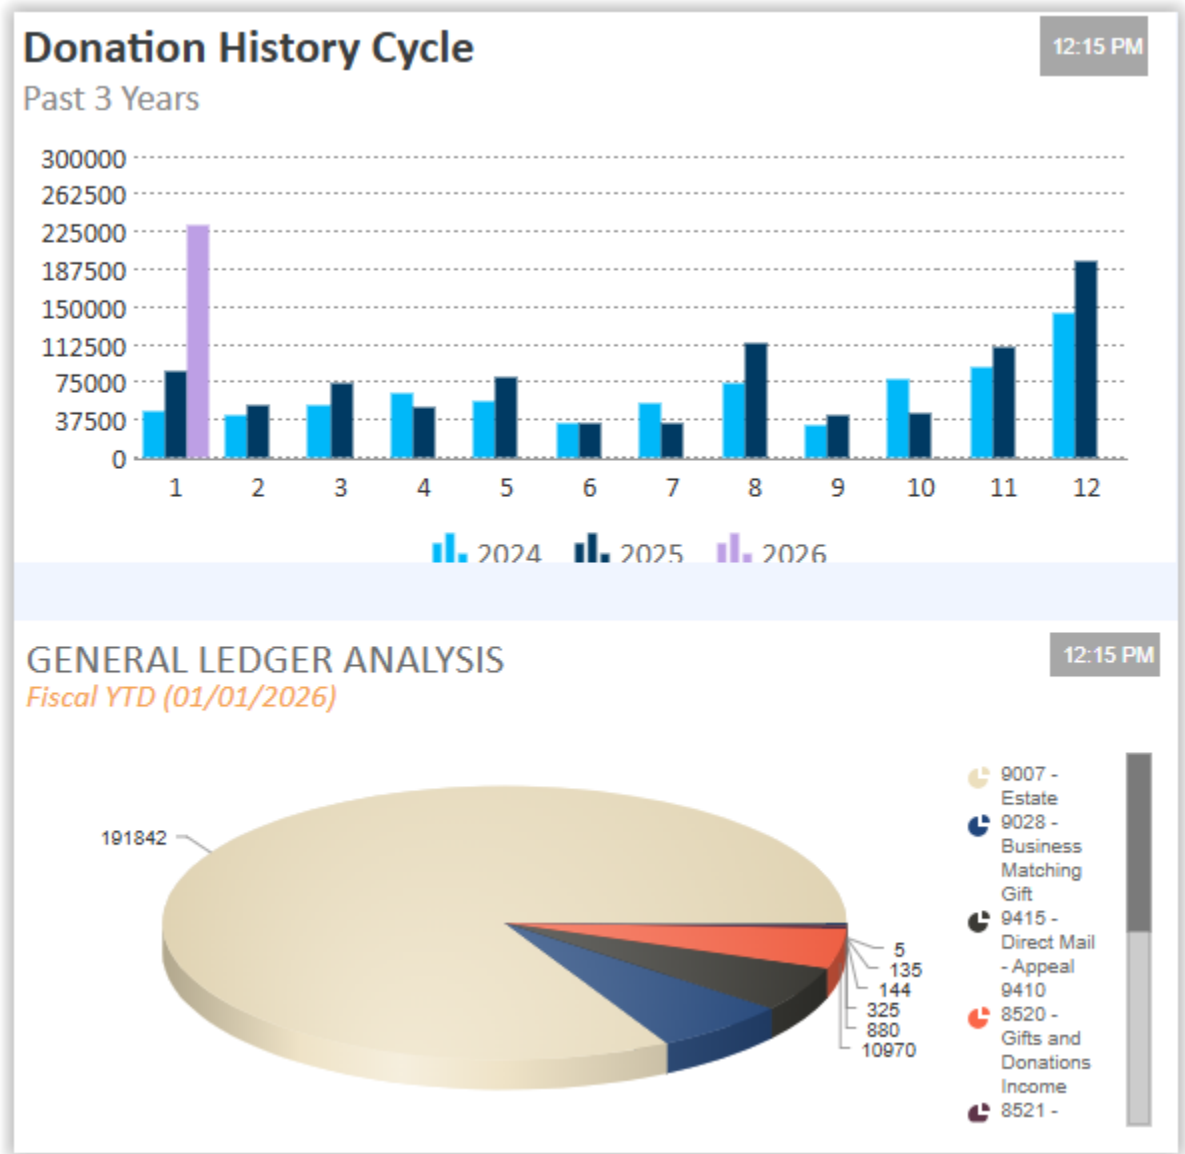 Donation History Cycle
12:15 PM
Past 3 Years
300000
262500
225000
187500
150000
112500
75000
37500
0
1 2 3 4 5 6 7 8 9 10 11 12
2024 2025 2026
GENERAL LEDGER ANALYSIS
12:15 PM
Fiscal YTD (01/01/2026)
191842
5
135
144
325
880
10970
9007 -
Estate
9028 -
Business
Matching
Gift
9415 -
Direct Mail
- Appeal
9410
8520 -
Gifts and
Donations
Income
8521 -